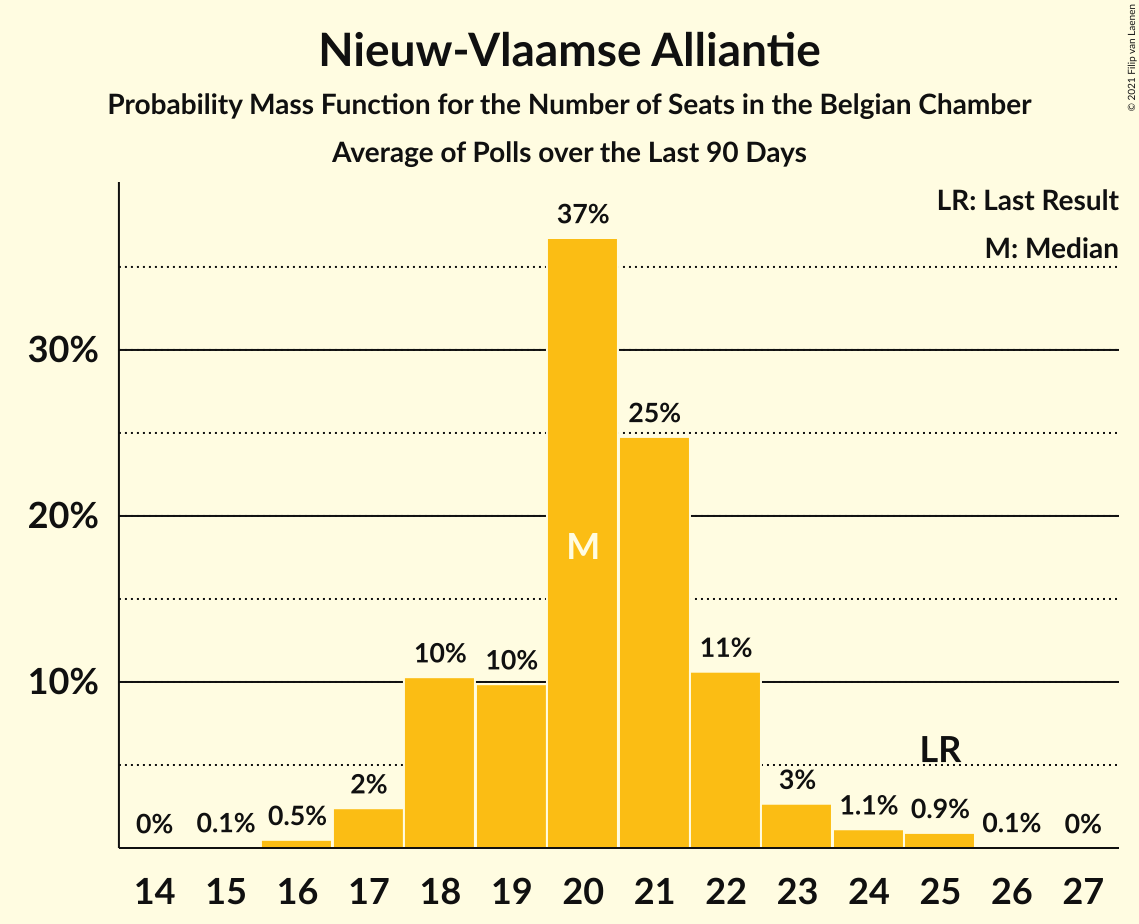 Nieuw-Vlaamse Alliantie
Probability Mass Function for the Number of Seats in the Belgian Chamber
Average of Polls over the Last 90 Days
© 2021 Filip van Laenen
LR: Last Result
M: Median
37%
30%
25%
20%
M
10%
10%
10%
11%
LR
2%
3%
0%
0.1%
0.5%
1.1%
0.9%
0.1%
0%
14 15 16 17 18 19 20 21 22 23 24 25 26 27